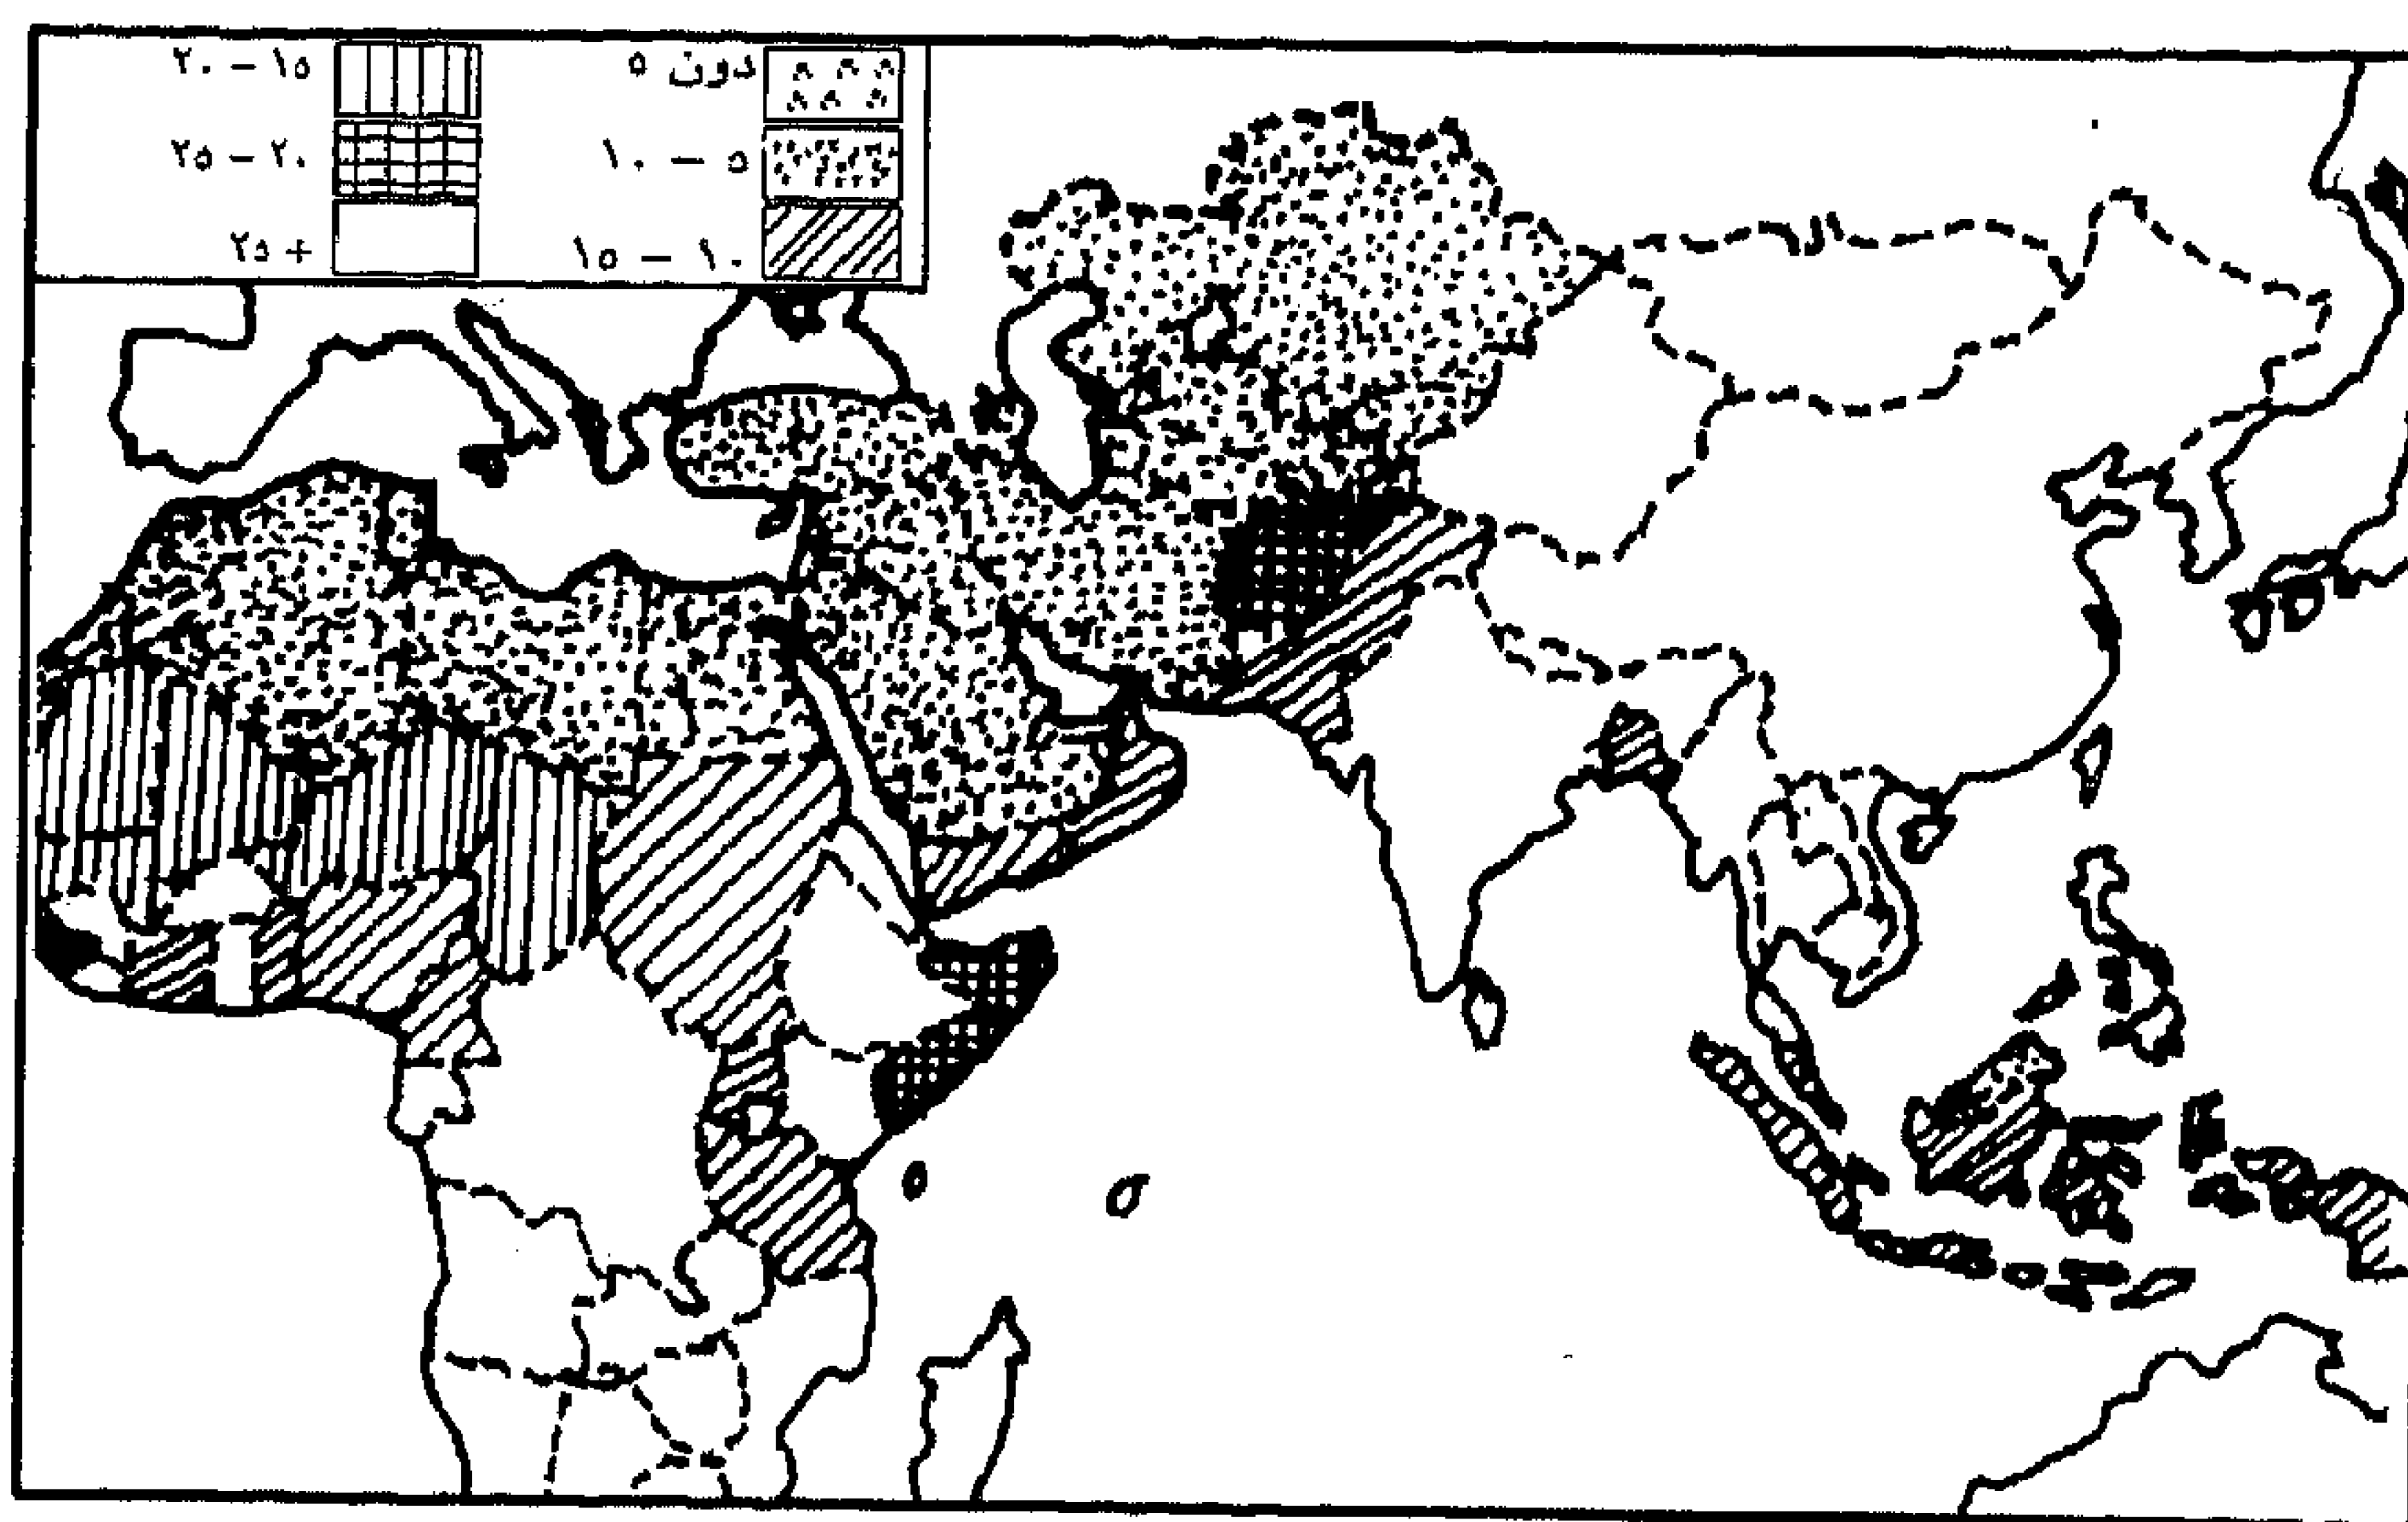 دون ٥
٥ – ١٠
١٠ – ١٥
١٥ – ٢٠
٢٠ – ٢٥
+ ٢٥